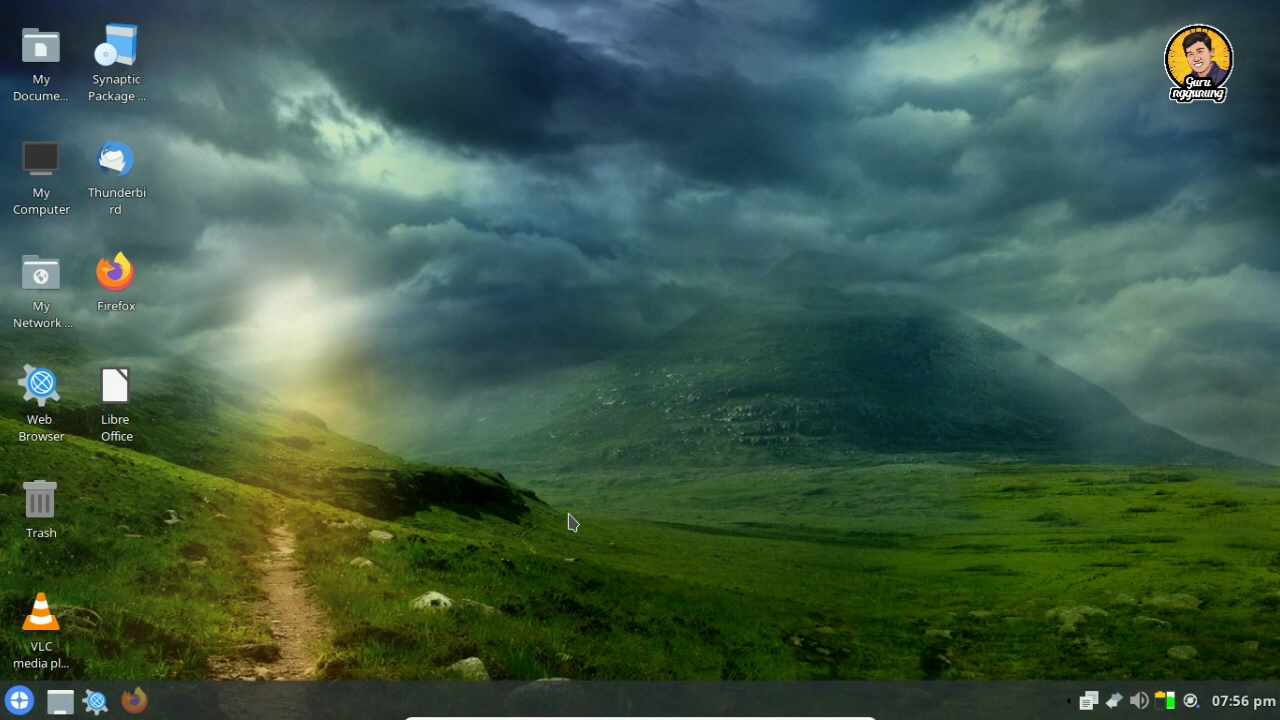 My
Docume...
Synaptic
Package ...
My
Computer
Thunderbi
rd
My
Network ...
Firefox
Web
Browser
Libre
Office
Trash
VLC
media pl...
Guru
nggunung
07:56 pm